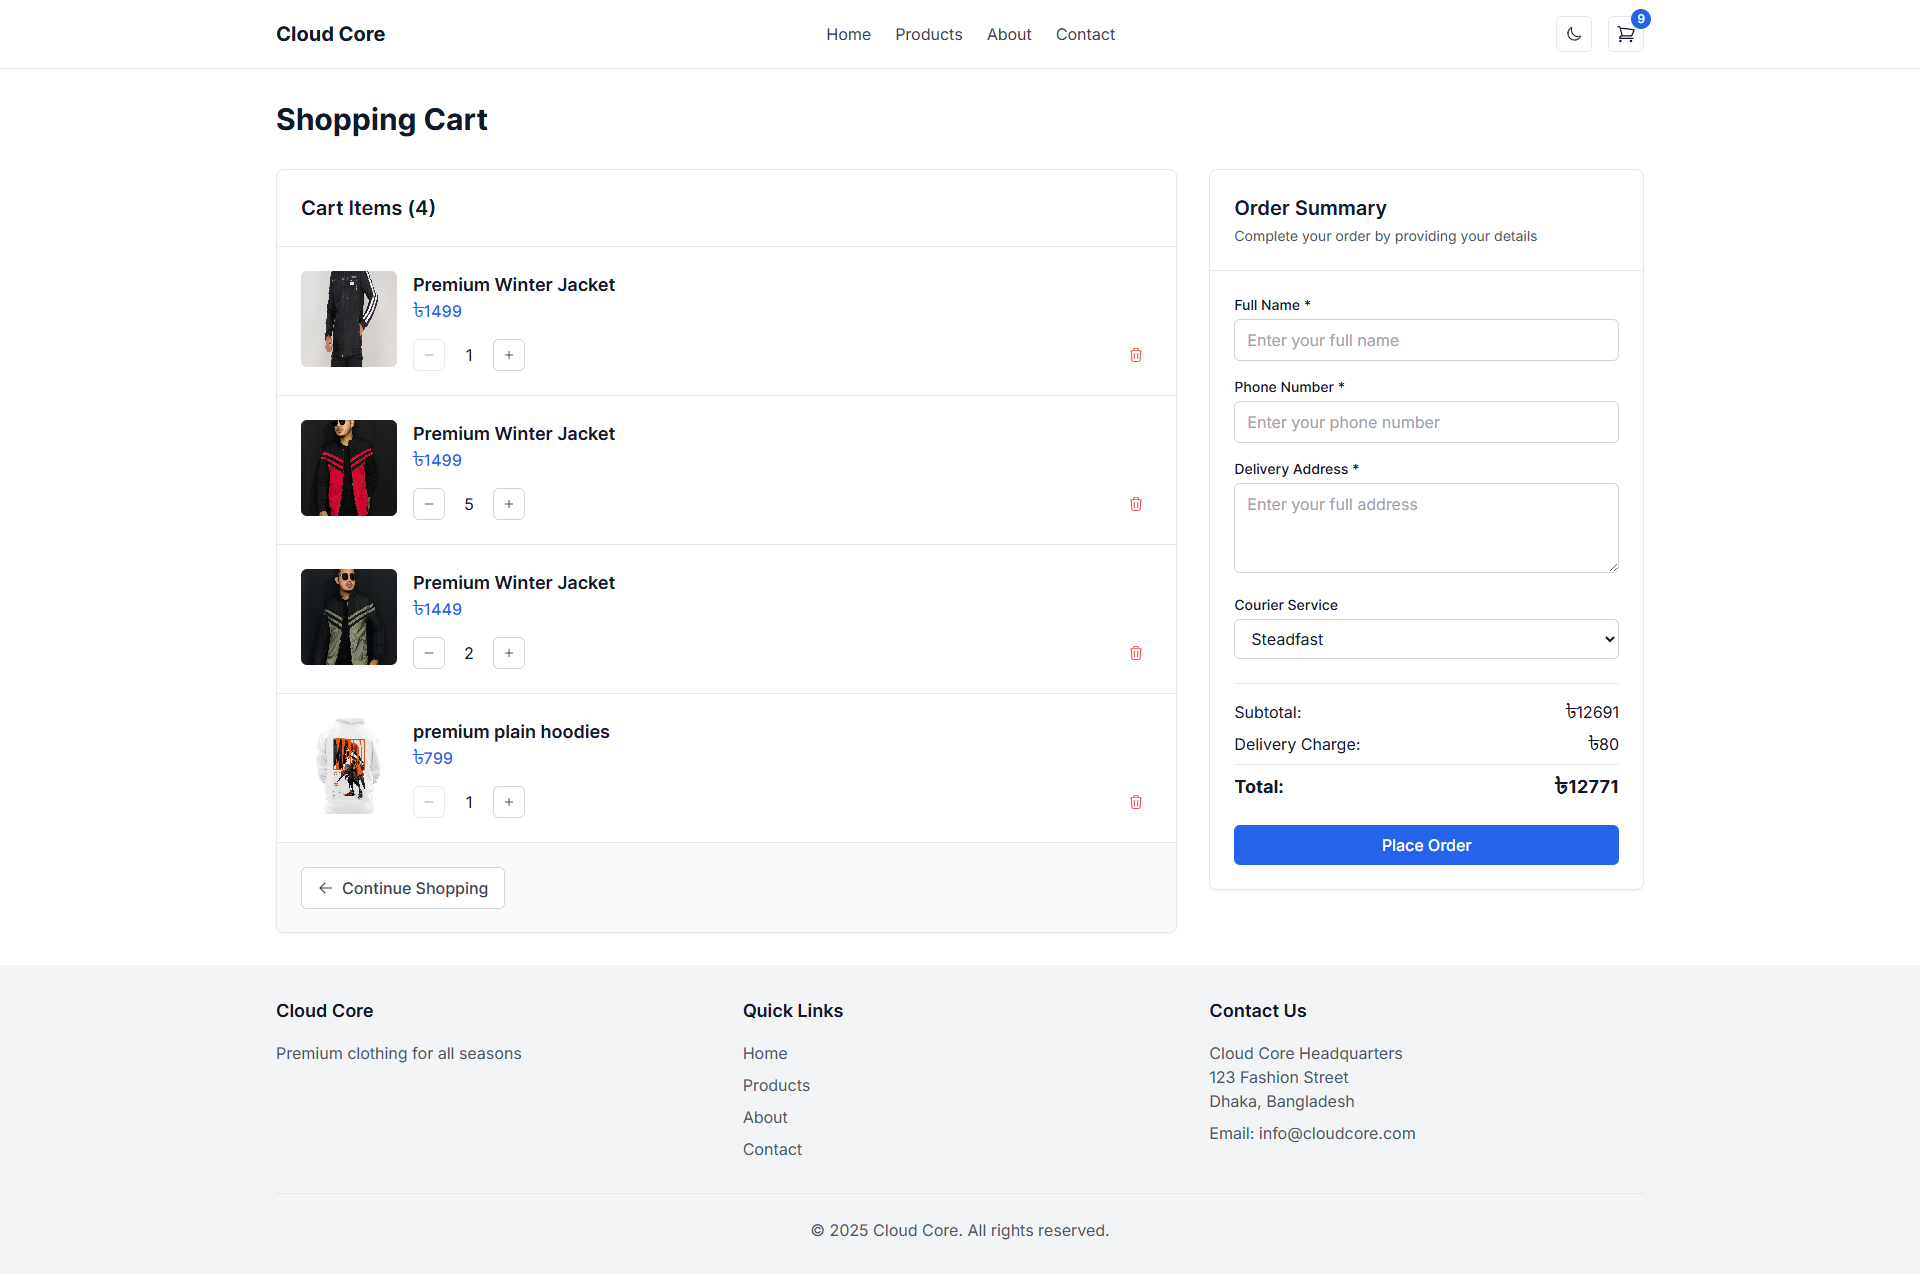 Cloud Core
Home
Products
About
Contact
9
Shopping Cart
Cart Items (4)
Premium Winter Jacket
৳1499
1
Premium Winter Jacket
৳1499
5
Premium Winter Jacket
৳1449
2
premium plain hoodies
৳799
1
Continue Shopping
Order Summary
Complete your order by providing your details
Full Name *
Enter your full name
Phone Number *
Enter your phone number
Delivery Address *
Enter your full address
Courier Service
Steadfast
Subtotal: ৳12691
Delivery Charge: ৳80
Total: ৳12771
Place Order
Cloud Core
Premium clothing for all seasons
Quick Links
Home
Products
About
Contact
Contact Us
Cloud Core Headquarters
123 Fashion Street
Dhaka, Bangladesh
Email: info@cloudcore.com
© 2025 Cloud Core. All rights reserved.